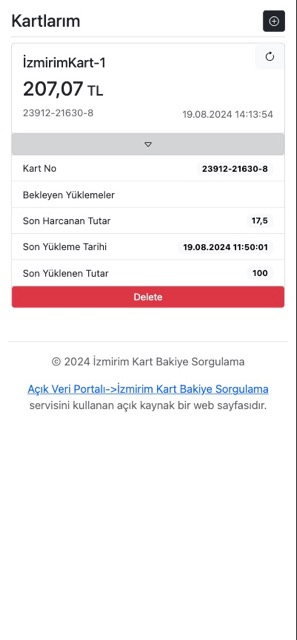 Kartlarım
İzmirimKart-1
207,07 TL
23912-21630-8
19.08.2024 14:13:54
Kart No
23912-21630-8
Bekleyen Yüklemeler
Son Harcanan Tutar
17,5
Son Yükleme Tarihi
19.08.2024 11:50:01
Son Yüklenen Tutar
100
Delete
© 2024 İzmirim Kart Bakiye Sorgulama
Açık Veri Portalı->İzmirim Kart Bakiye Sorgulama
servisini kullanan açık kaynak bir web sayfasıdır.